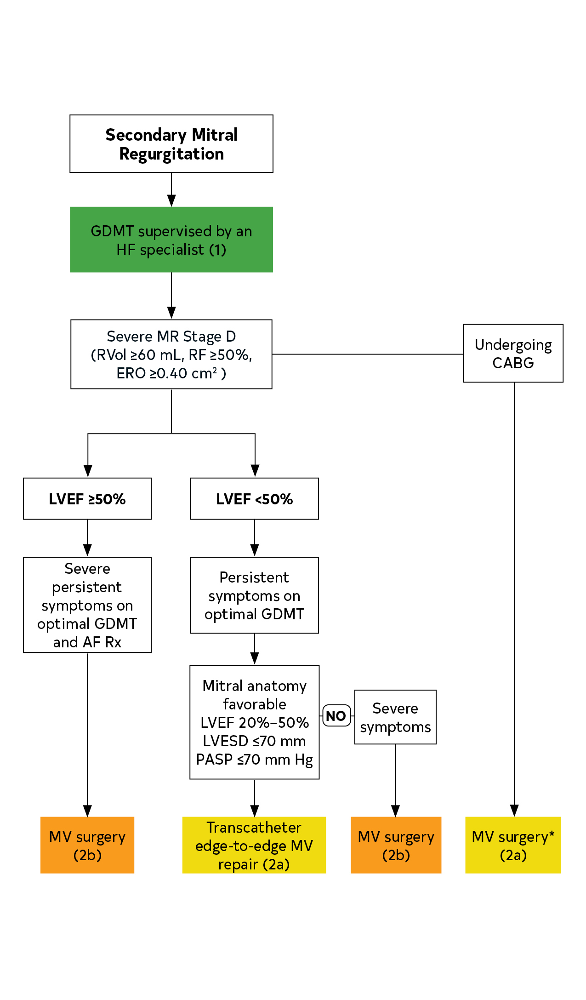 Secondary Mitral
Regurgitation
GDMT supervised by an
HF specialist (1)
Severe MR Stage D
(RVol ≥60 mL, RF ≥50%,
ERO ≥0.40 cm² )
Undergoing
CABG
LVEF ≥50%
LVEF <50%
Severe
persistent
symptoms on
optimal GDMT
and AF Rx
Persistent
symptoms on
optimal GDMT
Mitral anatomy
favorable
LVEF 20%–50%
LVESD ≤70 mm
PASP ≤70 mm Hg
NO
Severe
symptoms
MV surgery
(2b)
Transcatheter
edge-to-edge MV
repair (2a)
MV surgery
(2b)
MV surgery*
(2a)